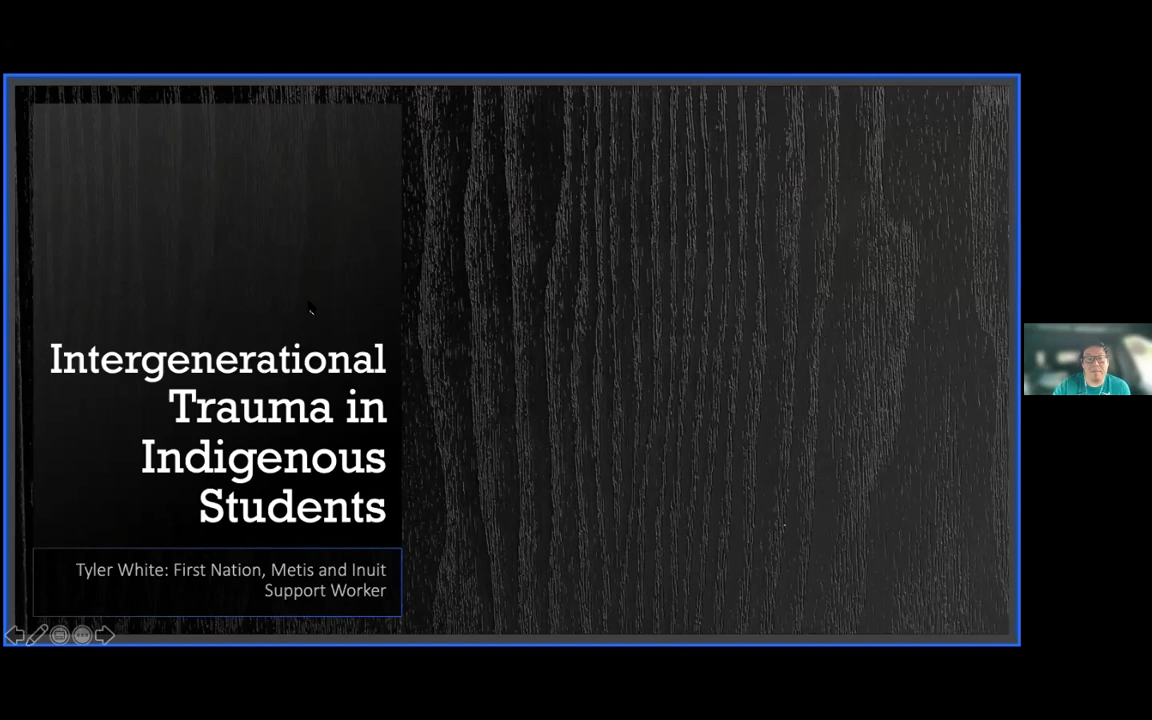 Intergenerational
Trauma in
Indigenous
Students
Tyler White: First Nation, Metis and Inuit
Support Worker